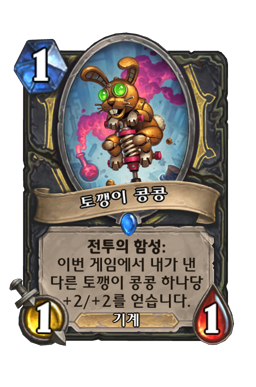 1
토깽이 콩콩
전투의 함성:
이번 게임에서 내가 낸
다른 토깽이 콩콩 하나당
+2/+2를 얻습니다.
1
기계
1